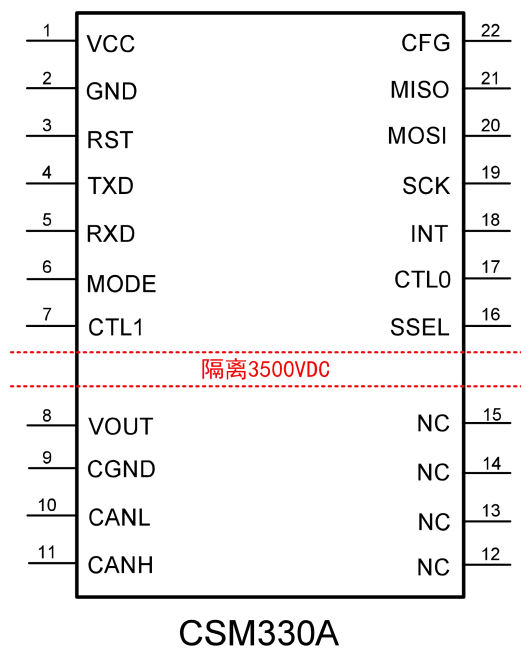 1 VCC CFG 22
2 GND MISO 21
3 RST MOSI 20
4 TXD SCK 19
5 RXD INT 18
6 MODE CTL0 17
7 CTL1 SSEL 16
隔离3500VDC
8 VOUT NC 15
9 CGND NC 14
10 CANL NC 13
11 CANH NC 12
CSM330A